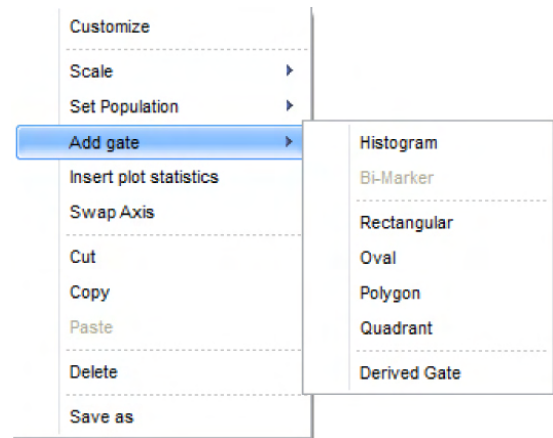 Customize
Scale
Set Population
Add gate
Insert plot statistics
Swap Axis
Cut
Copy
Paste
Delete
Save as
Histogram
Bi-Marker
Rectangular
Oval
Polygon
Quadrant
Derived Gate